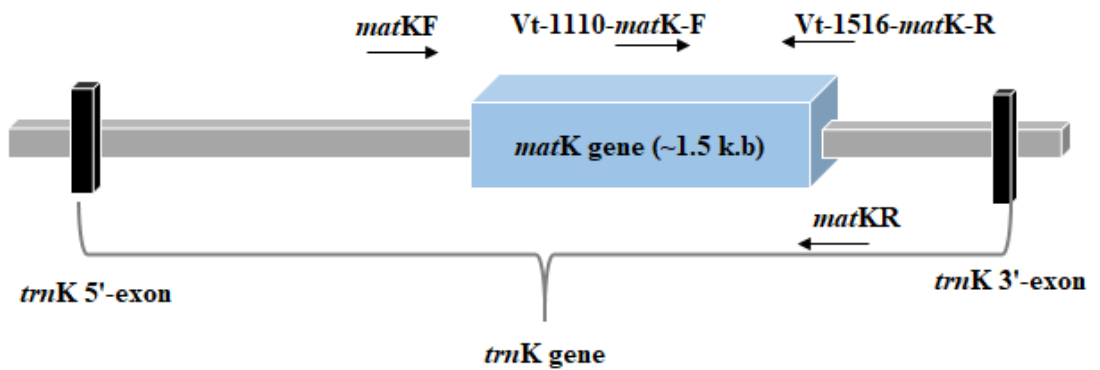 matKF
Vt-1110-matK-F
Vt-1516-matK-R
matK gene (~1.5 k.b)
matKR
trnK 5'-exon
trnK 3'-exon
trnK gene